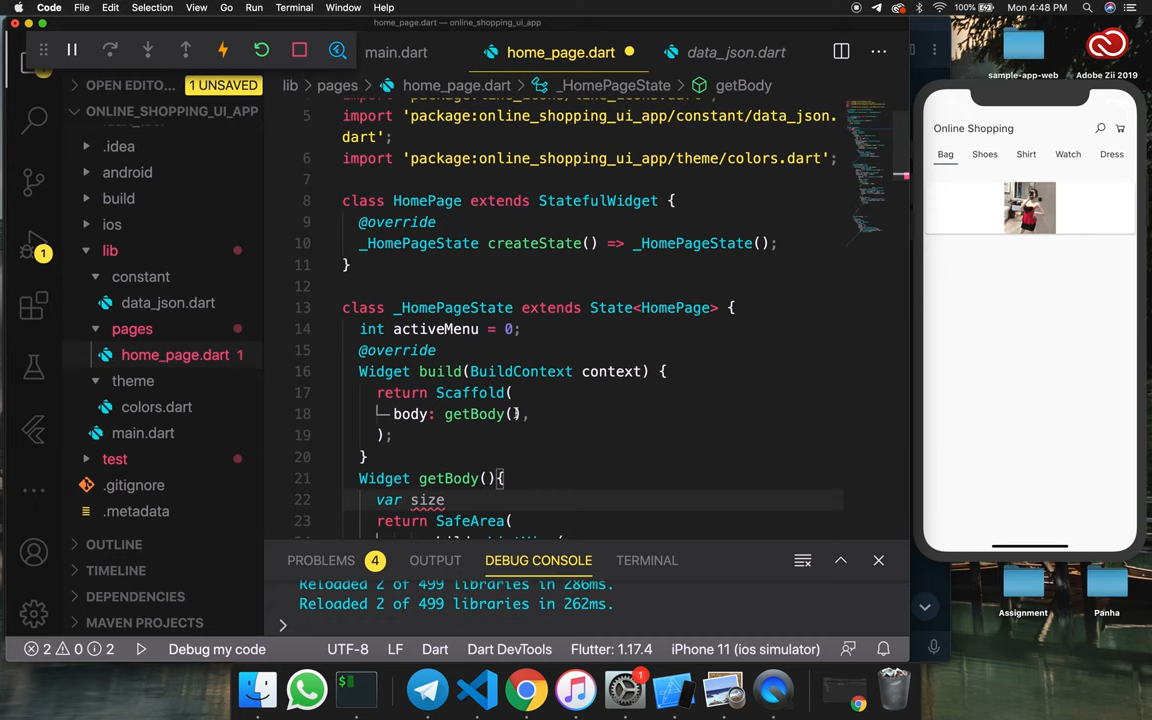 Code File Edit Selection View Go Run Terminal Window Help 100% Mon 4:48 PM
home_page.dart — online_shopping_ui_app
main.dart home_page.dart data_json.dart
OPEN EDITO... 1 UNSAVED
lib pages home_page.dart _HomePageState getBody
ONLINE_SHOPPING_UI_APP
.idea
android
build
ios
lib
constant
data_json.dart
pages
home_page.dart 1
theme
colors.dart
main.dart
test
.gitignore
.metadata
OUTLINE
TIMELINE
DEPENDENCIES
MAVEN PROJECTS
5 import 'package:online_shopping_ui_app/constant/data_json.
dart';
6 import 'package:online_shopping_ui_app/theme/colors.dart';
7
8 class HomePage extends StatefulWidget {
9 @override
10 _HomePageState createState() => _HomePageState();
11 }
12
13 class _HomePageState extends State<HomePage> {
14 int activeMenu = 0;
15 @override
16 Widget build(BuildContext context) {
17 return Scaffold(
18 body: getBody(),
19 );
20 }
21 Widget getBody(){
22 var size
23 return SafeArea(
PROBLEMS 4 OUTPUT DEBUG CONSOLE TERMINAL
Reloaded 2 of 499 libraries in 286ms.
Reloaded 2 of 499 libraries in 262ms.
2 0 2 Debug my code UTF-8 LF Dart Dart DevTools Flutter: 1.17.4 iPhone 11 (ios simulator)
sample-app-web Adobe Zii 2019
Online Shopping
Bag Shoes Shirt Watch Dress
Assignment Panha
1